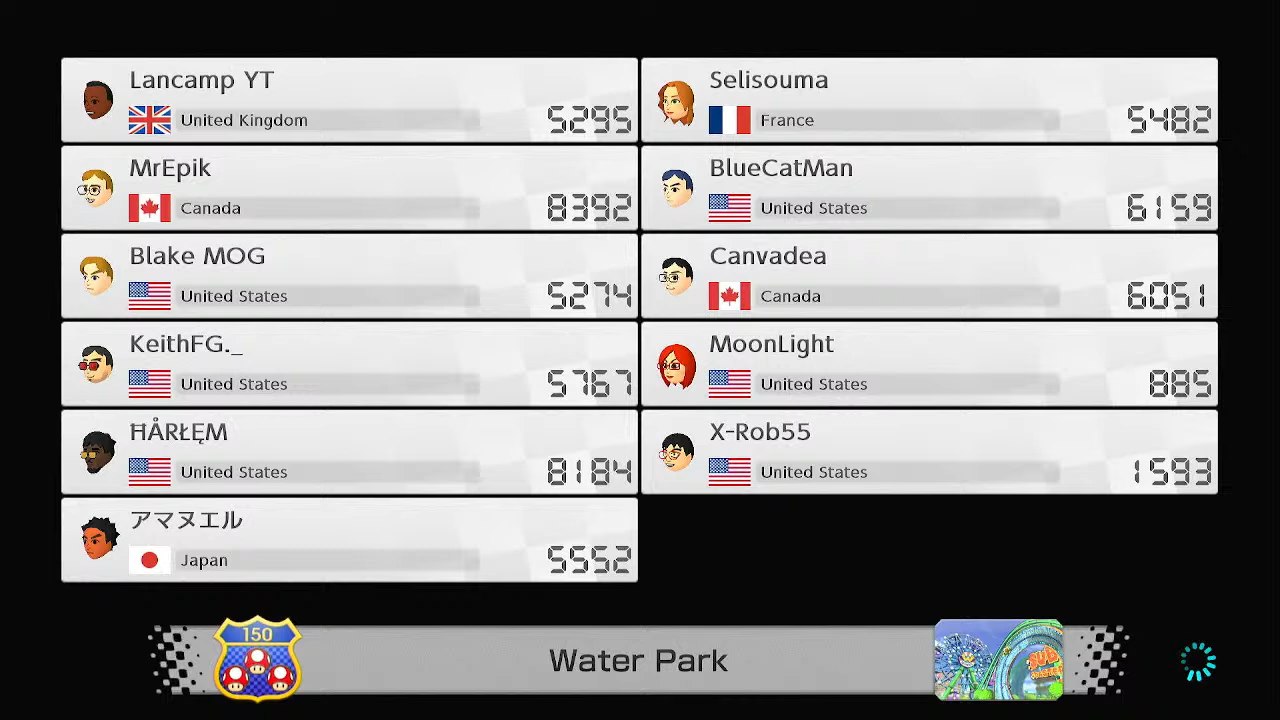 Lancamp YT
United Kingdom 5295
Selisouma
France 5482
MrEpik
Canada 8392
BlueCatMan
United States 6159
Blake MOG
United States 5274
Canvadea
Canada 6051
KeithFG._
United States 5767
MoonLight
United States 885
ĦÅRŁĘM
United States 8184
X-Rob55
United States 1593
アマヌエル
Japan 5552
150
Water Park